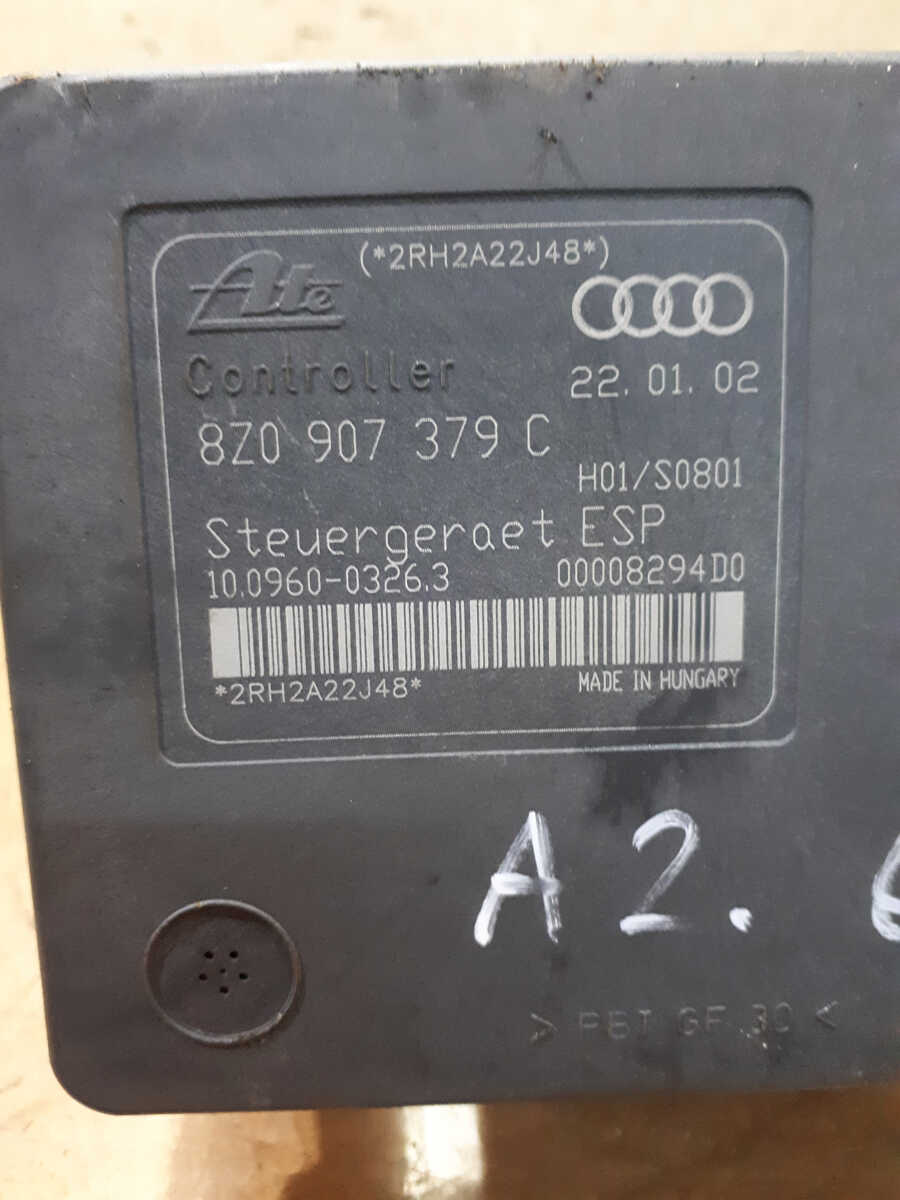 (*2RH2A22J48*)
Ate
Controller
22. 01. 02
8Z0 907 379 C
H01/S0801
Steuergeraet ESP
10.0960-0326.3 00008294D0
*2RH2A22J48*
MADE IN HUNGARY
A2.
> PBT GF 30 <